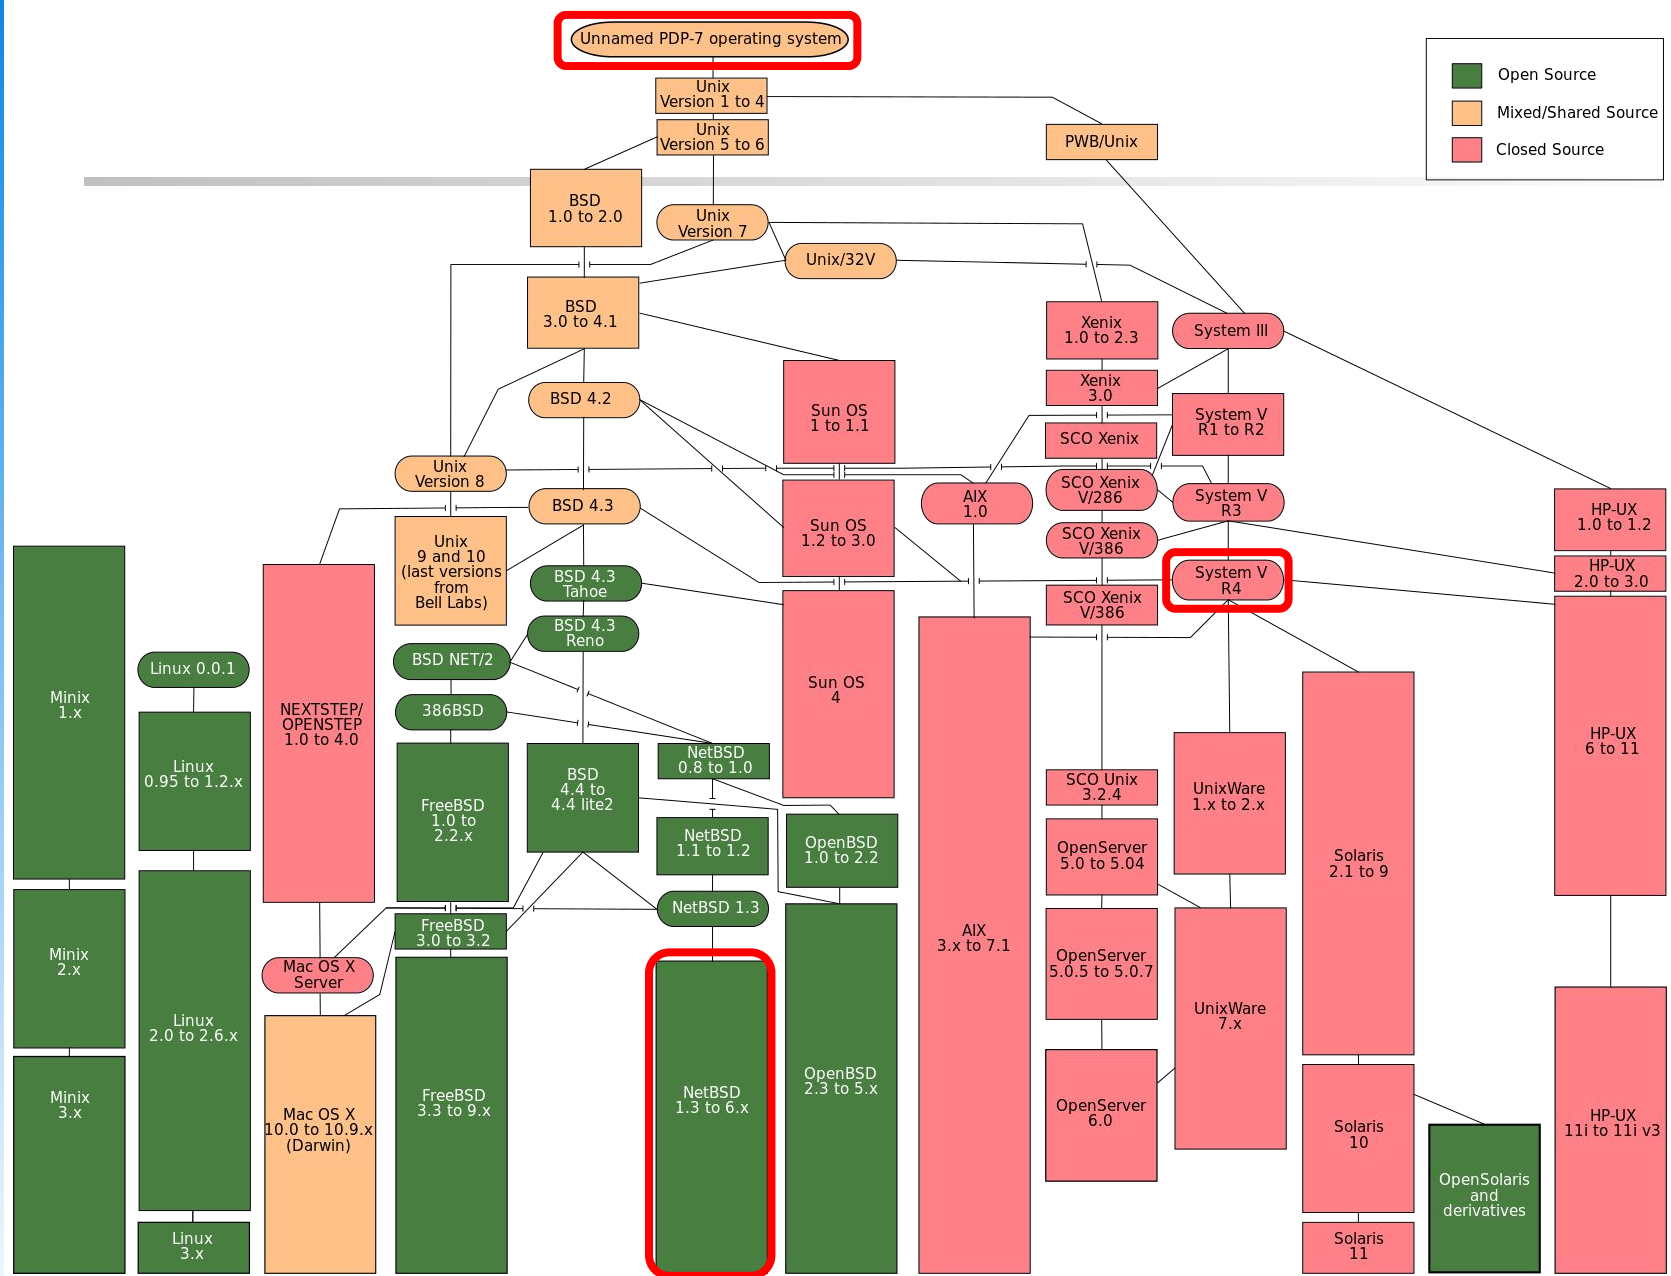 Unnamed PDP-7 operating system
Unix
Version 1 to 4
Open Source
Mixed/Shared Source
Closed Source
Unix
Version 5 to 6
PWB/Unix
BSD
1.0 to 2.0
Unix
Version 7
Unix/32V
BSD
3.0 to 4.1
Xenix
1.0 to 2.3
System III
Xenix
3.0
BSD 4.2
Sun OS
1 to 1.1
System V
R1 to R2
SCO Xenix
Unix
Version 8
SCO Xenix
V/286
AIX
1.0
System V
R3
BSD 4.3
HP-UX
1.0 to 1.2
Sun OS
1.2 to 3.0
SCO Xenix
V/386
Unix
9 and 10
(last versions
from
Bell Labs)
BSD 4.3
Tahoe
System V
R4
HP-UX
2.0 to 3.0
SCO Xenix
V/386
BSD 4.3
Reno
BSD NET/2
Linux 0.0.1
Minix
1.x
Sun OS
4
NEXTSTEP/
OPENSTEP
1.0 to 4.0
386BSD
HP-UX
6 to 11
NetBSD
0.8 to 1.0
Linux
0.95 to 1.2.x
BSD
4.4 to
4.4 lite2
SCO Unix
3.2.4
UnixWare
1.x to 2.x
FreeBSD
1.0 to
2.2.x
NetBSD
1.1 to 1.2
OpenBSD
1.0 to 2.2
OpenServer
5.0 to 5.04
Solaris
2.1 to 9
NetBSD 1.3
FreeBSD
3.0 to 3.2
AIX
3.x to 7.1
Minix
2.x
OpenServer
5.0.5 to 5.0.7
Mac OS X
Server
UnixWare
7.x
Linux
2.0 to 2.6.x
OpenBSD
2.3 to 5.x
NetBSD
1.3 to 6.x
FreeBSD
3.3 to 9.x
Minix
3.x
OpenServer
6.0
Mac OS X
10.0 to 10.9.x
(Darwin)
HP-UX
11i to 11i v3
Solaris
10
OpenSolaris
and
derivatives
Linux
3.x
Solaris
11